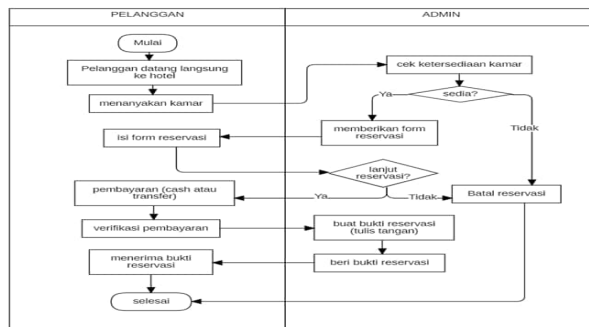 PELANGGAN
ADMIN
Mulai
Pelanggan datang langsung
ke hotel
menanyakan kamar
cek ketersediaan kamar
sedia?
Ya
Tidak
memberikan form
reservasi
isi form reservasi
lanjut
reservasi?
Ya
Tidak
Batal reservasi
pembayaran (cash atau
transfer)
verifikasi pembayaran
buat bukti reservasi
(tulis tangan)
beri bukti reservasi
menerima bukti
reservasi
selesai